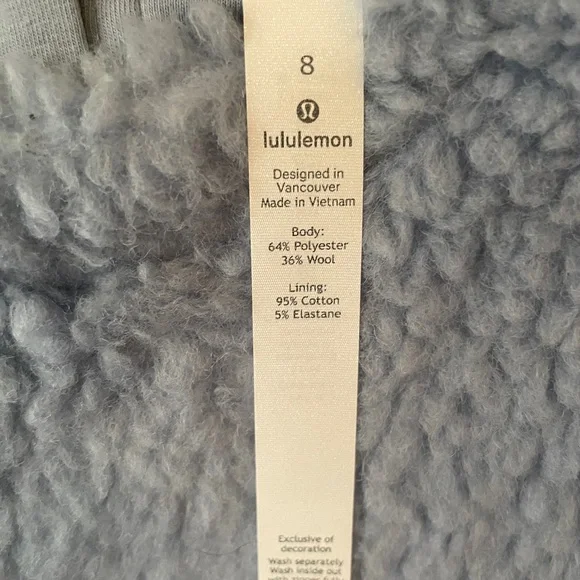 8
lululemon
Designed in
Vancouver
Made in Vietnam
Body:
64% Polyester
36% Wool
Lining:
95% Cotton
5% Elastane
Exclusive of
decoration
Wash separately
Wash inside out